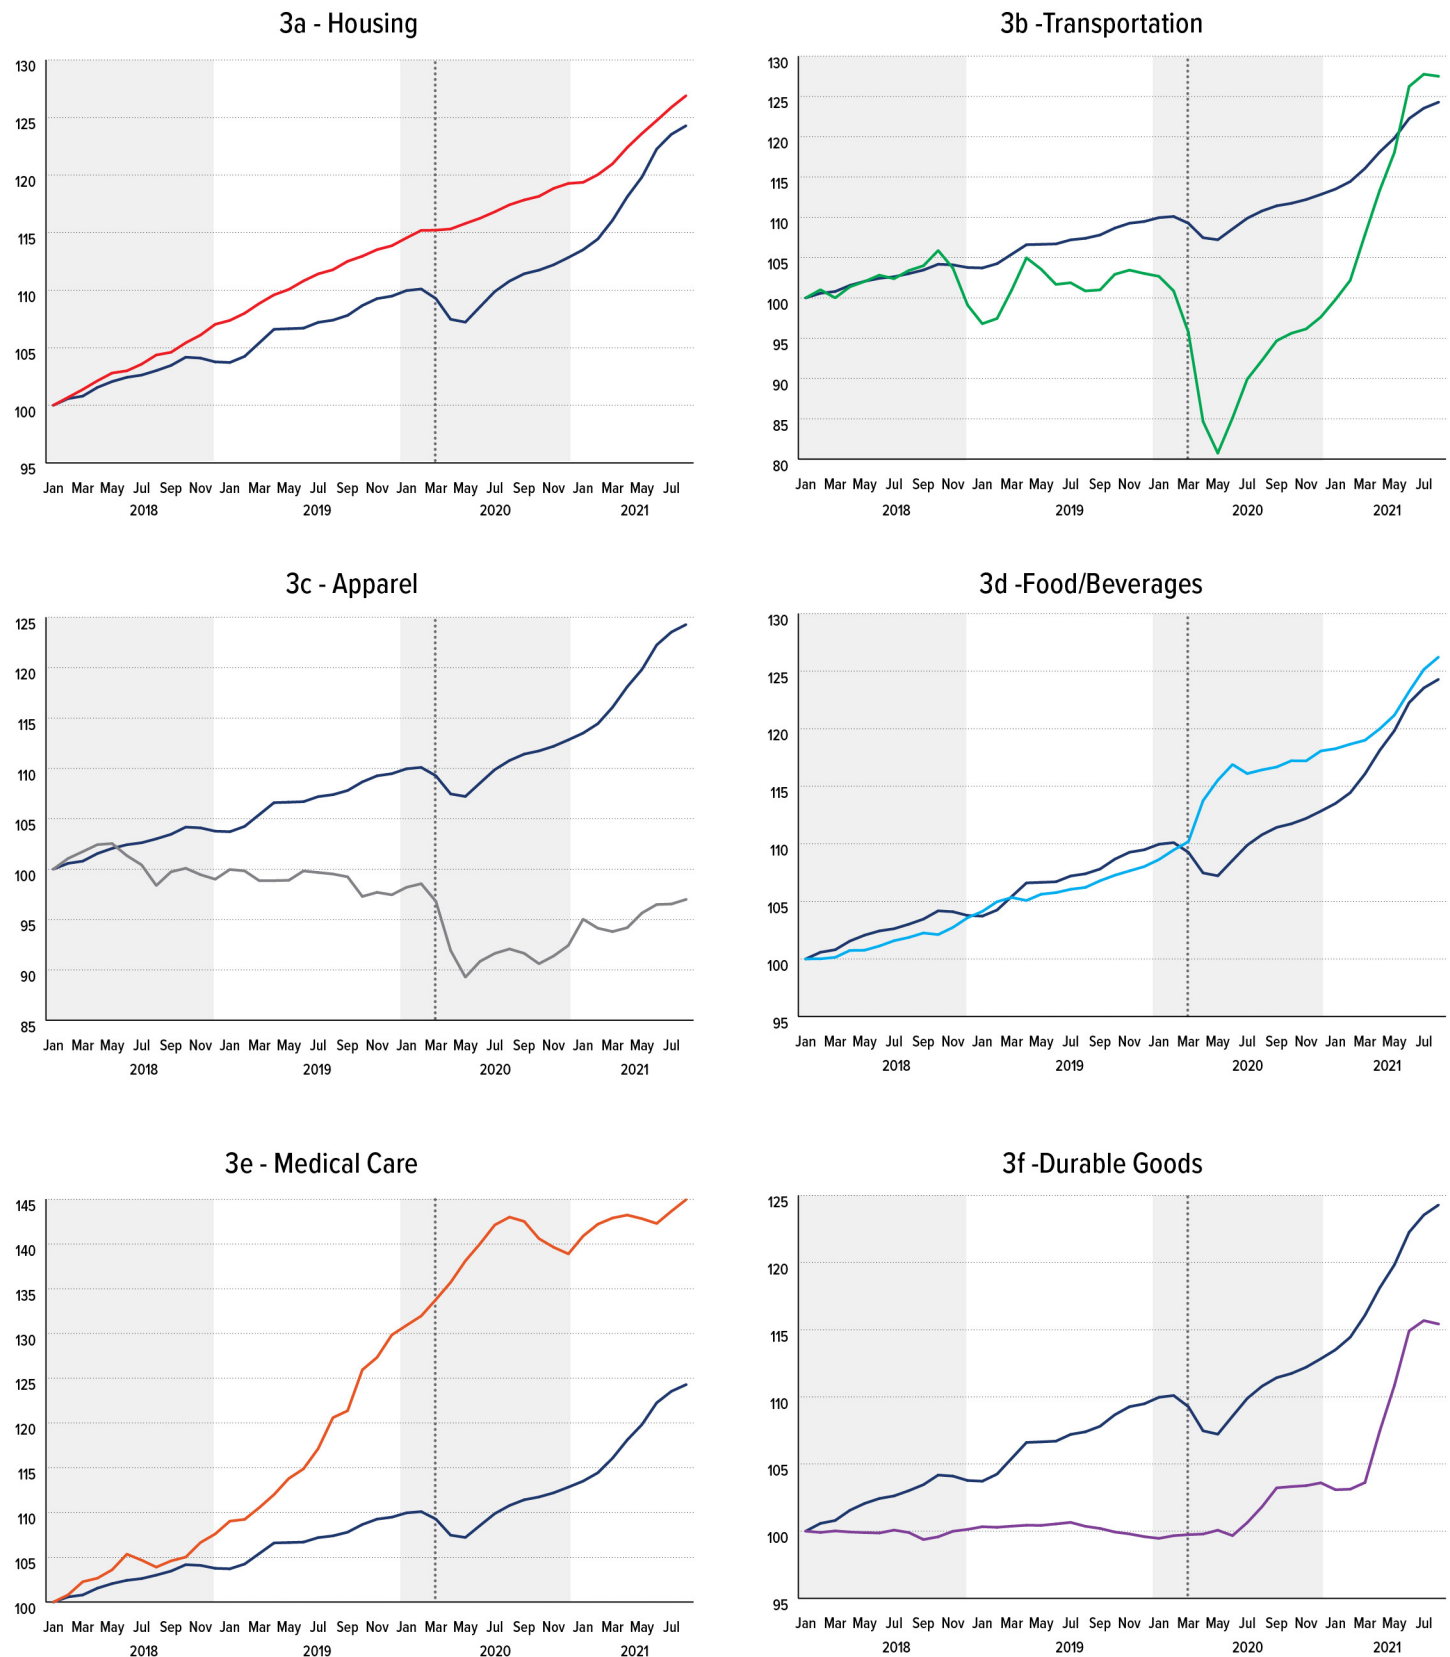 3a - Housing
130
125
120
115
110
105
100
95
Jan Mar May Jul Sep Nov Jan Mar May Jul Sep Nov Jan Mar May Jul Sep Nov Jan Mar May Jul
2018 2019 2020 2021
3b -Transportation
130
125
120
115
110
105
100
95
90
85
80
Jan Mar May Jul Sep Nov Jan Mar May Jul Sep Nov Jan Mar May Jul Sep Nov Jan Mar May Jul
2018 2019 2020 2021
3c - Apparel
125
120
115
110
105
100
95
90
85
Jan Mar May Jul Sep Nov Jan Mar May Jul Sep Nov Jan Mar May Jul Sep Nov Jan Mar May Jul
2018 2019 2020 2021
3d -Food/Beverages
130
125
120
115
110
105
100
95
Jan Mar May Jul Sep Nov Jan Mar May Jul Sep Nov Jan Mar May Jul Sep Nov Jan Mar May Jul
2018 2019 2020 2021
3e - Medical Care
145
140
135
130
125
120
115
110
105
100
Jan Mar May Jul Sep Nov Jan Mar May Jul Sep Nov Jan Mar May Jul Sep Nov Jan Mar May Jul
2018 2019 2020 2021
3f -Durable Goods
125
120
115
110
105
100
95
Jan Mar May Jul Sep Nov Jan Mar May Jul Sep Nov Jan Mar May Jul Sep Nov Jan Mar May Jul
2018 2019 2020 2021